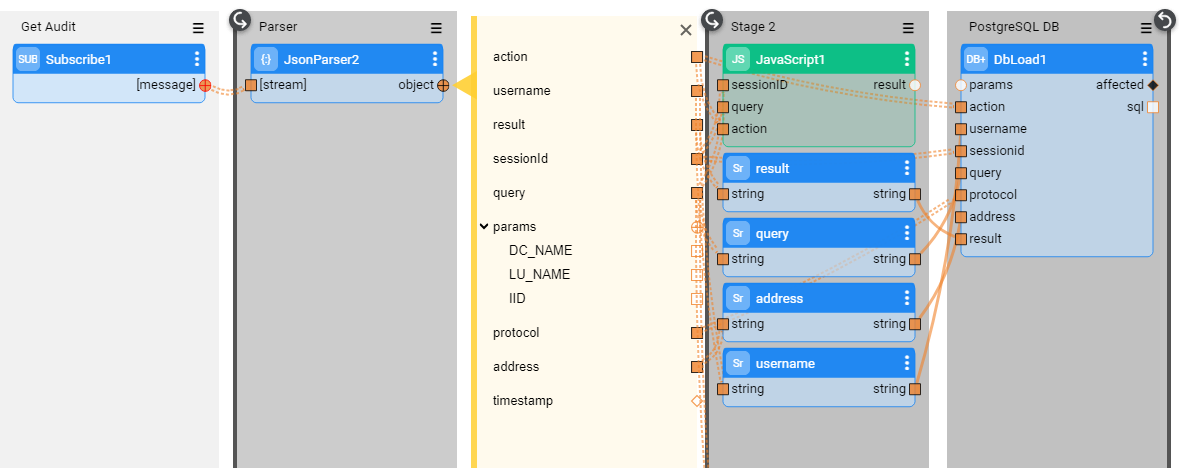 Get Audit
SUB Subscribe1
[message]
Parser
{:} JsonParser2
[stream] object
action
username
result
sessionId
query
params
DC_NAME
LU_NAME
IID
protocol
address
timestamp
Stage 2
JS JavaScript1
sessionID result
query
action
Sr result
string string
Sr query
string string
Sr address
string string
Sr username
string string
PostgreSQL DB
DB+ DbLoad1
params affected
action sql
username
sessionid
query
protocol
address
result